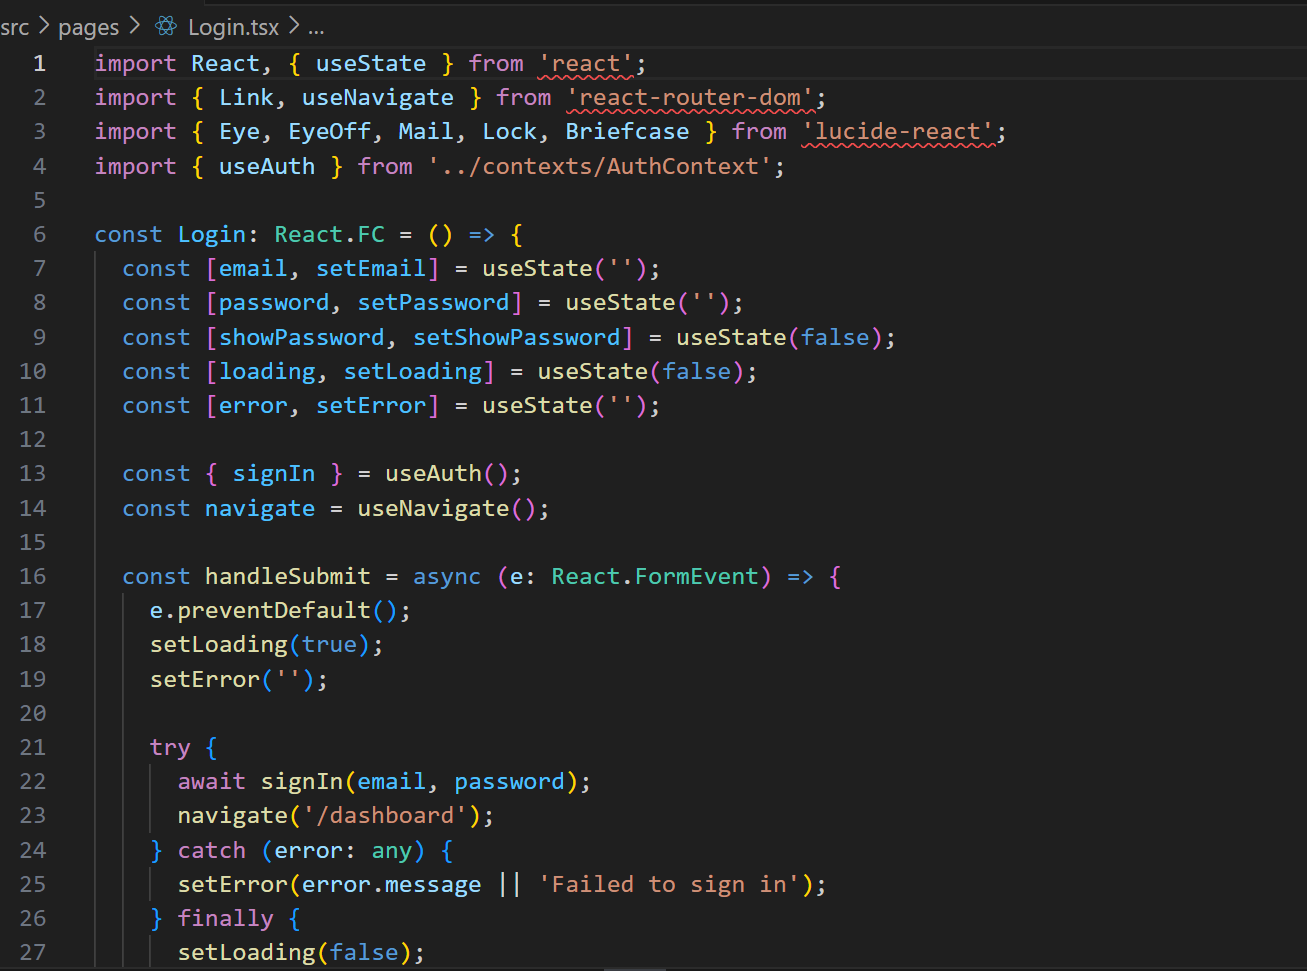 src > pages > Login.tsx > ...
1 import React, { useState } from 'react';
2 import { Link, useNavigate } from 'react-router-dom';
3 import { Eye, EyeOff, Mail, Lock, Briefcase } from 'lucide-react';
4 import { useAuth } from '../contexts/AuthContext';
5
6 const Login: React.FC = () => {
7   const [email, setEmail] = useState('');
8   const [password, setPassword] = useState('');
9   const [showPassword, setShowPassword] = useState(false);
10   const [loading, setLoading] = useState(false);
11   const [error, setError] = useState('');
12
13   const { signIn } = useAuth();
14   const navigate = useNavigate();
15
16   const handleSubmit = async (e: React.FormEvent) => {
17     e.preventDefault();
18     setLoading(true);
19     setError('');
20
21     try {
22       await signIn(email, password);
23       navigate('/dashboard');
24     } catch (error: any) {
25       setError(error.message || 'Failed to sign in');
26     } finally {
27       setLoading(false);